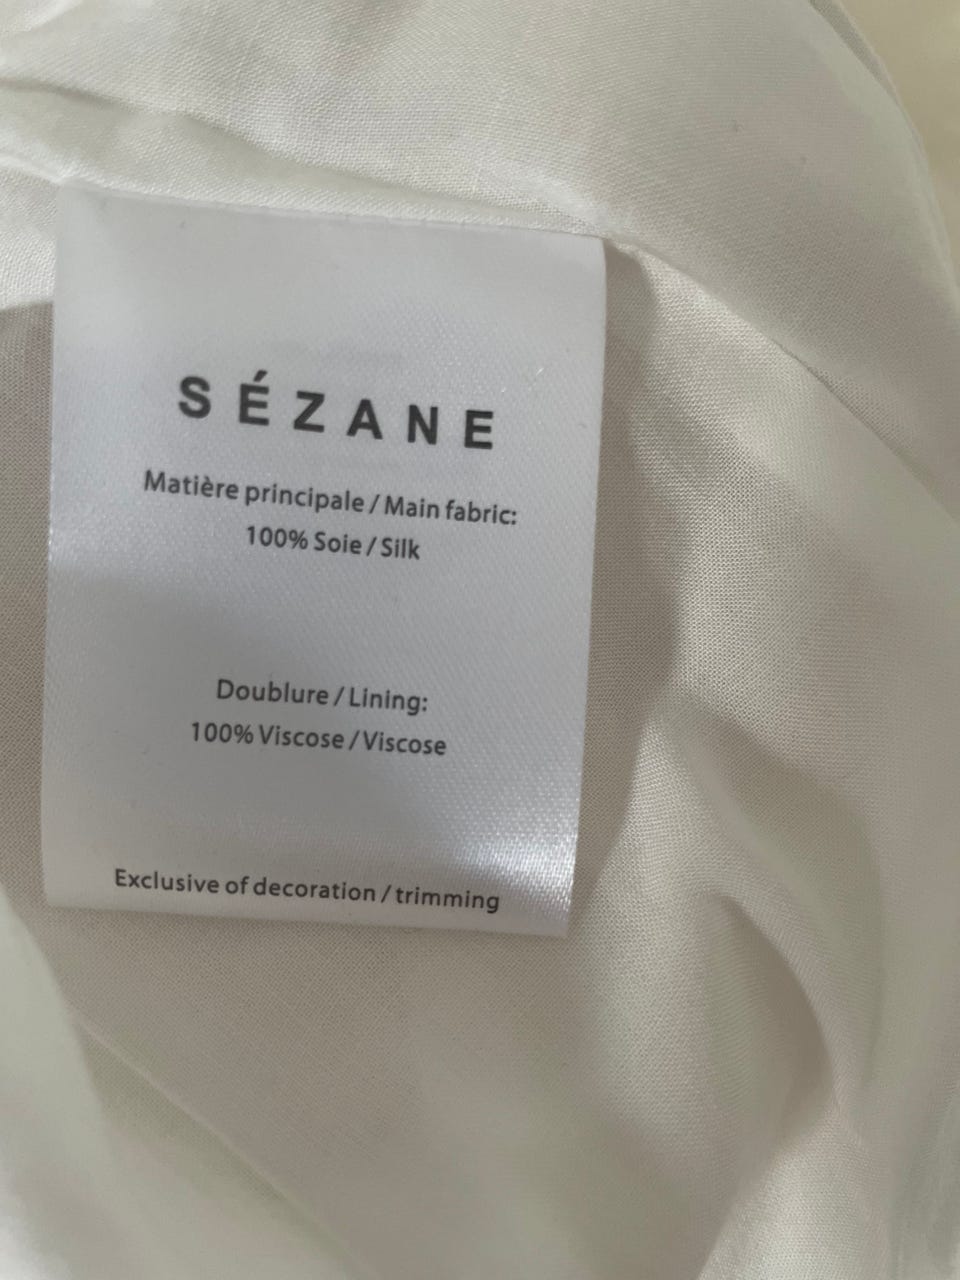 SÉZANE
Matière principale / Main fabric:
100% Soie / Silk
Doublure / Lining:
100% Viscose / Viscose
Exclusive of decoration / trimming